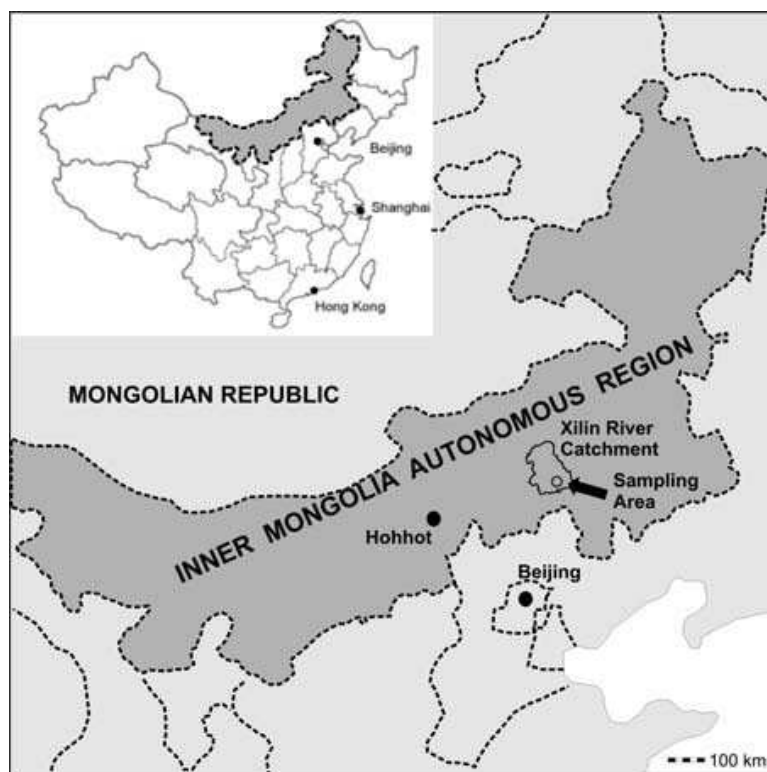 Beijing
Shanghai
Hong Kong
MONGOLIAN REPUBLIC
INNER MONGOLIA AUTONOMOUS REGION
Xilin River
Catchment
Sampling
Area
Hohhot
Beijing
100 km